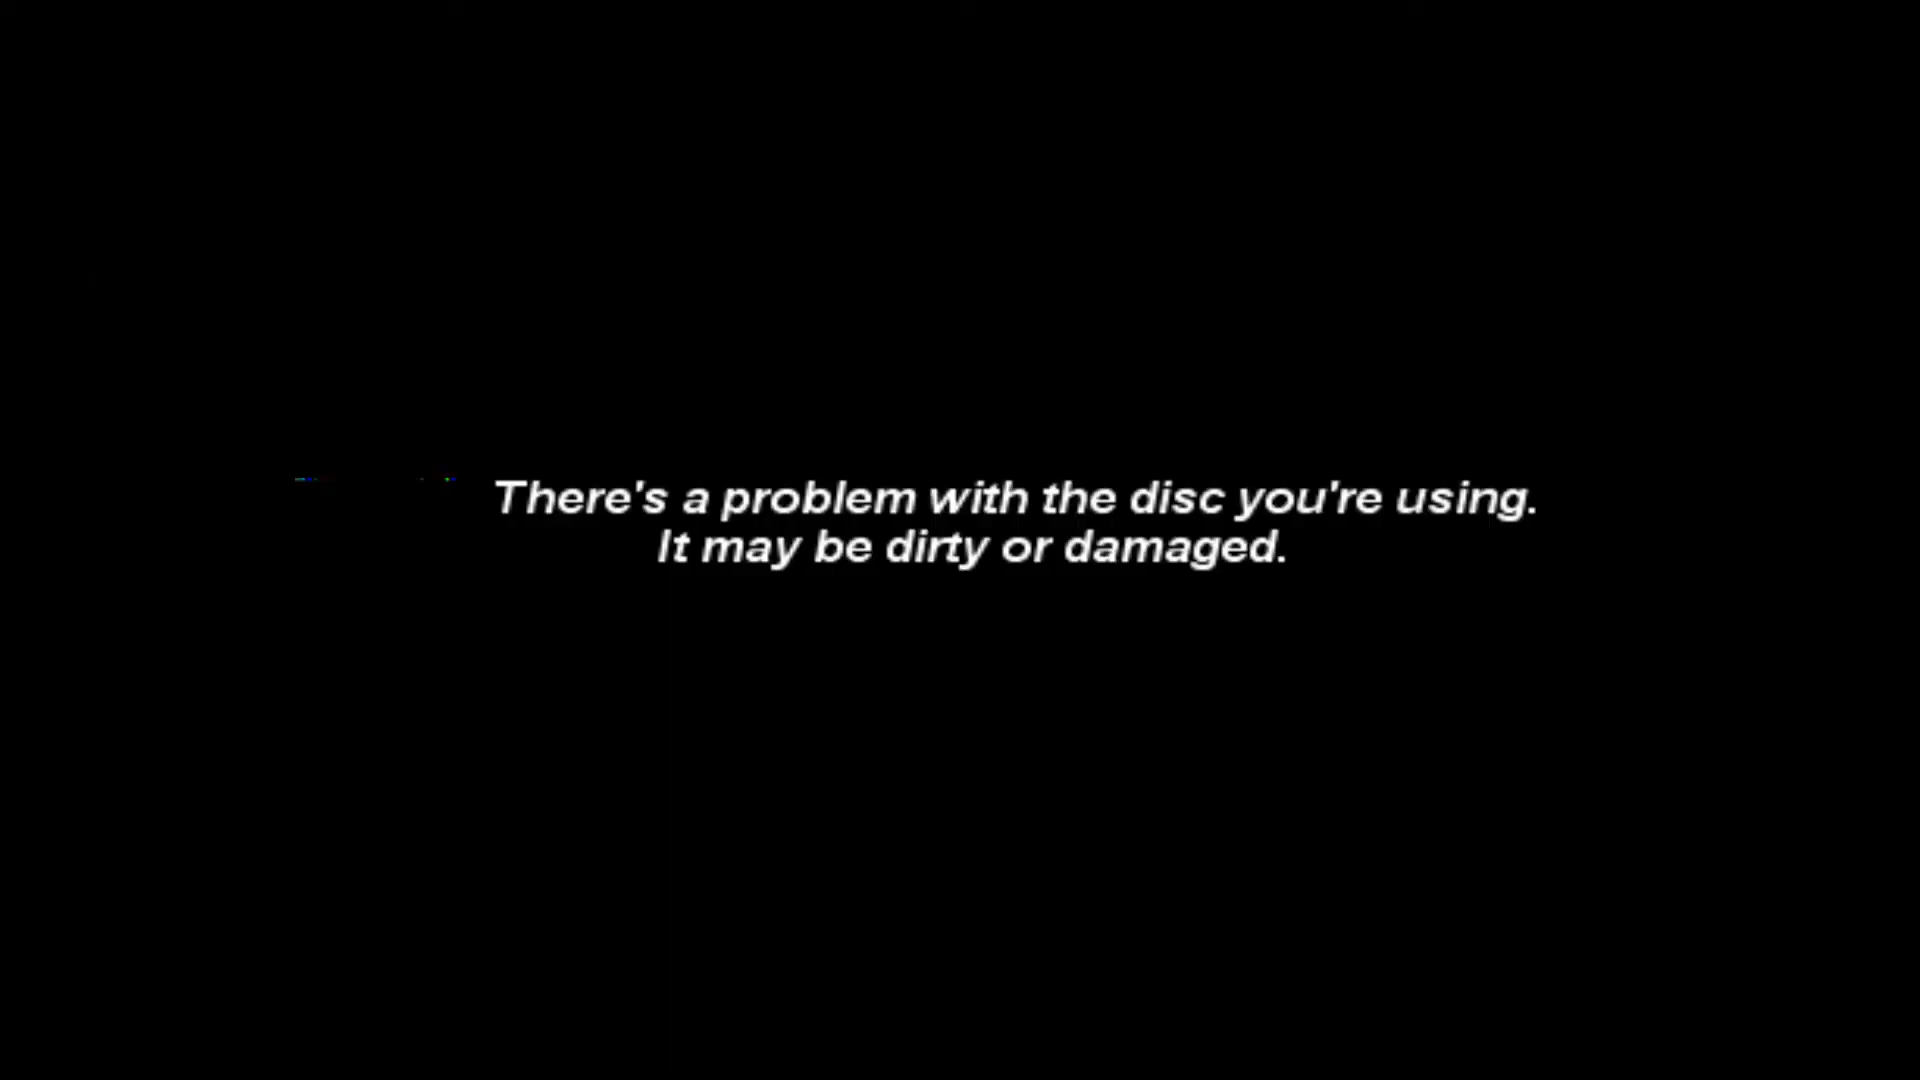 There's a problem with the disc you're using.
It may be dirty or damaged.